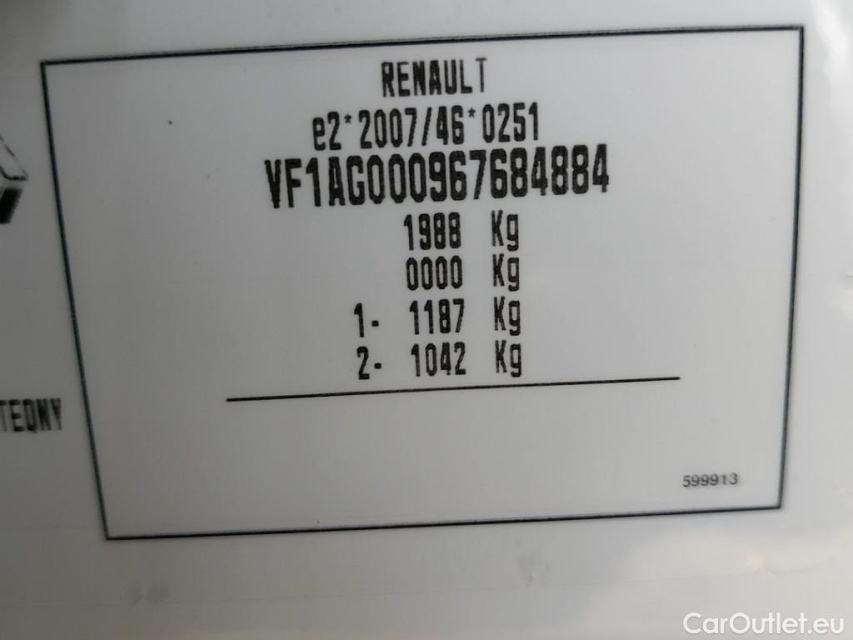 RENAULT
e2*2007/46*0251
VF1AG000967684884
1988 Kg
0000 Kg
1- 1187 Kg
2- 1042 Kg
TEQNY
599913
CarOutlet.eu